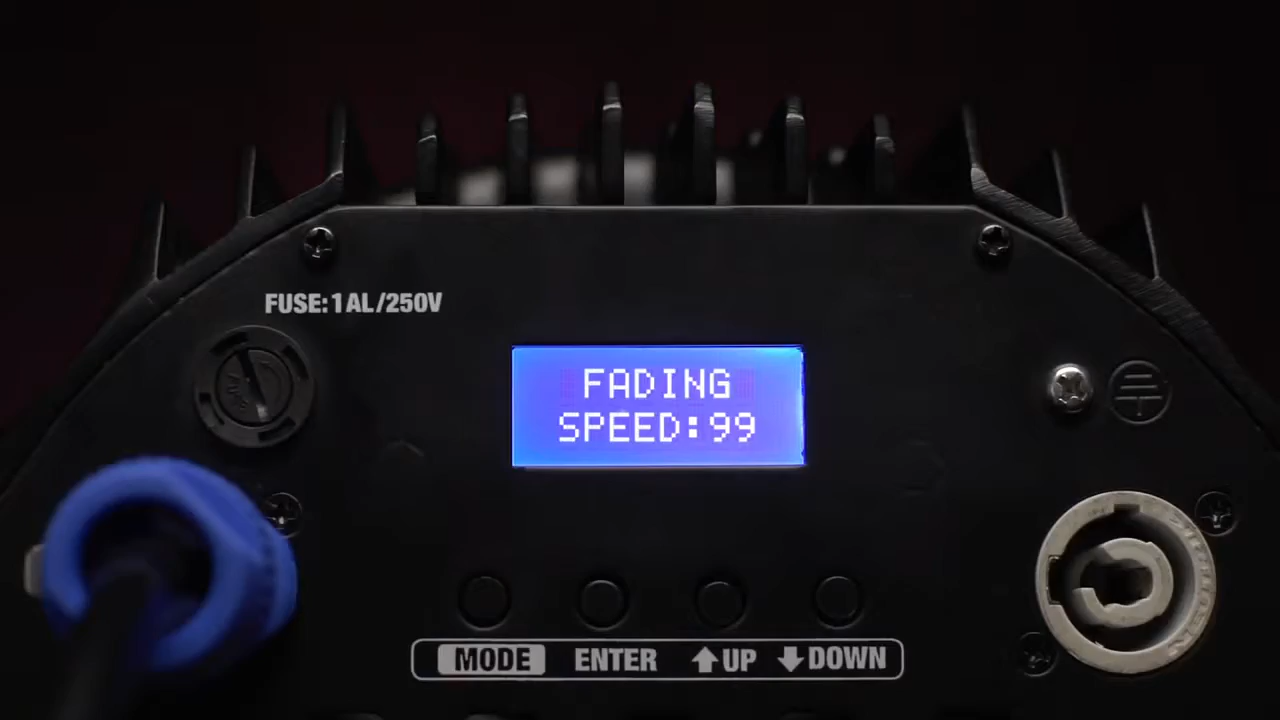 FUSE:1AL/250V
FADING
SPEED:99
MODE ENTER UP DOWN